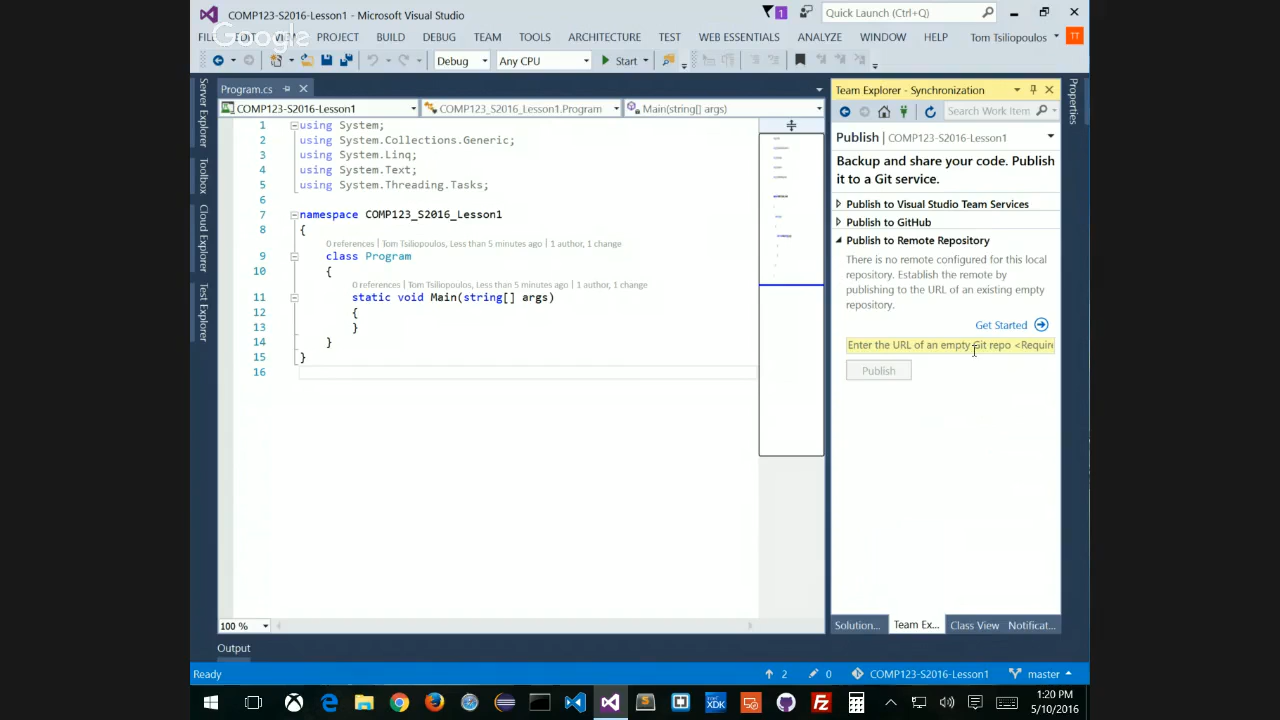 COMP123-S2016-Lesson1 - Microsoft Visual Studio
1
Quick Launch (Ctrl+Q)
Google
FILE EDIT VIEW PROJECT BUILD DEBUG TEAM TOOLS ARCHITECTURE TEST WEB ESSENTIALS ANALYZE WINDOW HELP Tom Tsiliopoulos TT
Debug Any CPU Start
Server Explorer
Toolbox
Cloud Explorer
Test Explorer
Program.cs
COMP123-S2016-Lesson1 COMP123_S2016_Lesson1.Program Main(string[] args)
1 using System;
2 using System.Collections.Generic;
3 using System.Linq;
4 using System.Text;
5 using System.Threading.Tasks;
6
7 namespace COMP123_S2016_Lesson1
8 {
0 references | Tom Tsiliopoulos, Less than 5 minutes ago | 1 author, 1 change
9 class Program
10 {
0 references | Tom Tsiliopoulos, Less than 5 minutes ago | 1 author, 1 change
11 static void Main(string[] args)
12 {
13 }
14 }
15 }
16
100 %
Team Explorer - Synchronization
Search Work Item
Publish | COMP123-S2016-Lesson1
Backup and share your code. Publish
it to a Git service.
Publish to Visual Studio Team Services
Publish to GitHub
Publish to Remote Repository
There is no remote configured for this local
repository. Establish the remote by
publishing to the URL of an existing empty
repository.
Get Started
Enter the URL of an empty Git repo <Require
Publish
Solution... Team Ex... Class View Notificat...
Properties
Output
Ready 2 0 COMP123-S2016-Lesson1 master
XDK
1:20 PM
5/10/2016